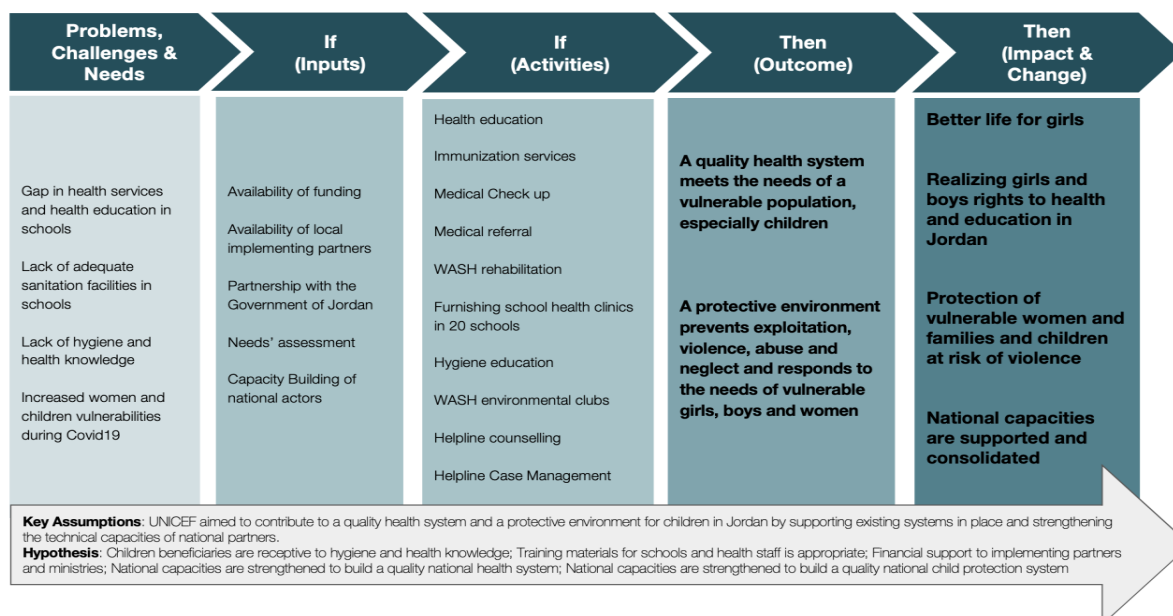 Problems,
Challenges &
Needs
If
(Inputs)
If
(Activities)
Then
(Outcome)
Then
(Impact &
Change)
Gap in health services
and health education in
schools
Lack of adequate
sanitation facilities in
schools
Lack of hygiene and
health knowledge
Increased women and
children vulnerabilities
during Covid19
Availability of funding
Availability of local
implementing partners
Partnership with the
Government of Jordan
Needs' assessment
Capacity Building of
national actors
Health education
Immunization services
Medical Check up
Medical referral
WASH rehabilitation
Furnishing school health clinics
in 20 schools
Hygiene education
WASH environmental clubs
Helpline counselling
Helpline Case Management
A quality health system
meets the needs of a
vulnerable population,
especially children
A protective environment
prevents exploitation,
violence, abuse and
neglect and responds to
the needs of vulnerable
girls, boys and women
Better life for girls
Realizing girls and
boys rights to health
and education in
Jordan
Protection of
vulnerable women and
families and children
at risk of violence
National capacities
are supported and
consolidated
Key Assumptions: UNICEF aimed to contribute to a quality health system and a protective environment for children in Jordan by supporting existing systems in place and strengthening
the technical capacities of national partners.
Hypothesis: Children beneficiaries are receptive to hygiene and health knowledge; Training materials for schools and health staff is appropriate; Financial support to implementing partners
and ministries; National capacities are strengthened to build a quality national health system; National capacities are strengthened to build a quality national child protection system